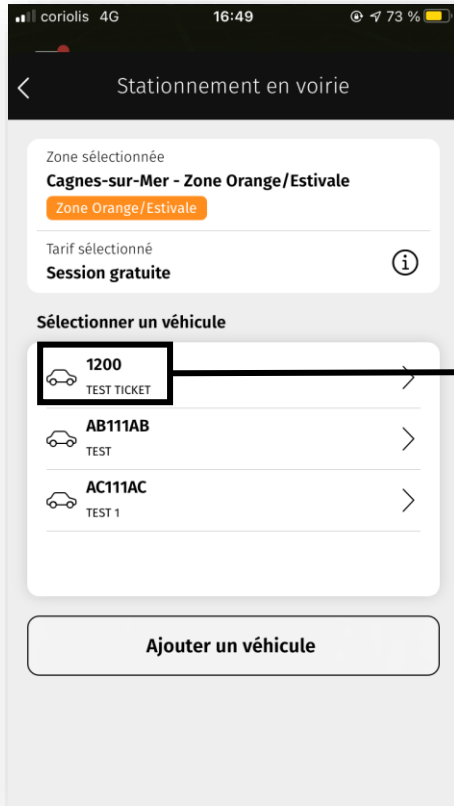 coriolis 4G 16:49 73 %
Stationnement en voirie
Zone sélectionnée
Cagnes-sur-Mer - Zone Orange/Estivale
Zone Orange/Estivale
Tarif sélectionné
Session gratuite
Sélectionner un véhicule
1200
TEST TICKET
AB111AB
TEST
AC111AC
TEST 1
Ajouter un véhicule